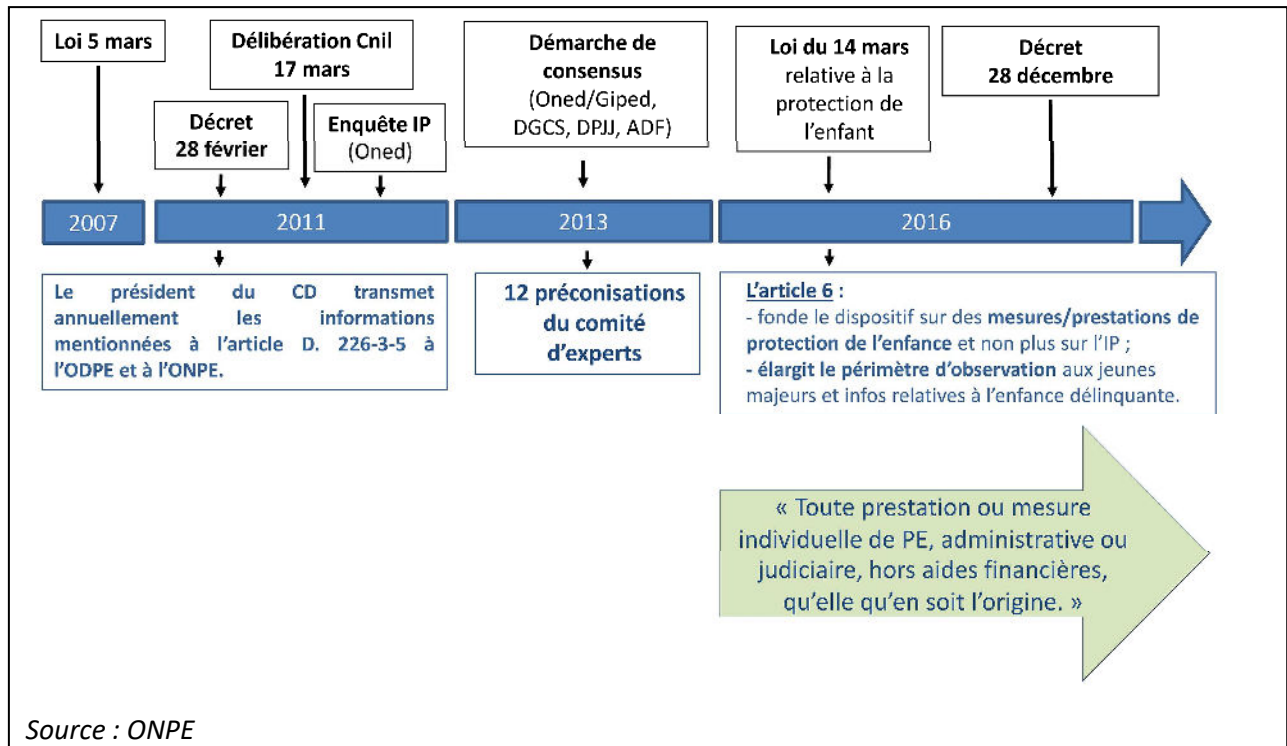 Loi 5 mars
Délibération Cnil
17 mars
Démarche de
consensus
(Oned/Giped,
DGCS, DPJJ, ADF)
Loi du 14 mars
relative à la
protection de
l'enfant
Décret
28 décembre
Décret
28 février
Enquête IP
(Oned)
2007
2011
2013
2016
Le président du CD transmet
annuellement les informations
mentionnées à l'article D. 226-3-5 à
l'ODPE et à l'ONPE.
12 préconisations
du comité
d'experts
L'article 6 :
- fonde le dispositif sur des mesures/prestations de
protection de l'enfance et non plus sur l'IP ;
- élargit le périmètre d'observation aux jeunes
majeurs et infos relatives à l'enfance délinquante.
« Toute prestation ou mesure
individuelle de PE, administrative ou
judiciaire, hors aides financières,
qu'elle qu'en soit l'origine. »
Source : ONPE